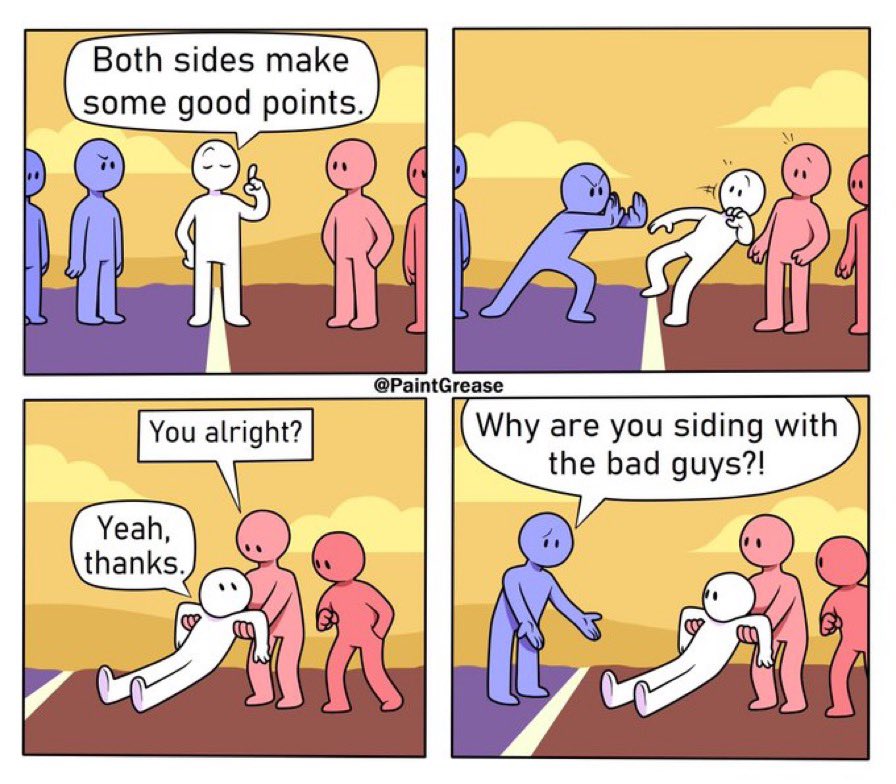 Both sides make
some good points.
@PaintGrease
You alright?
Yeah,
thanks.
Why are you siding with
the bad guys?!